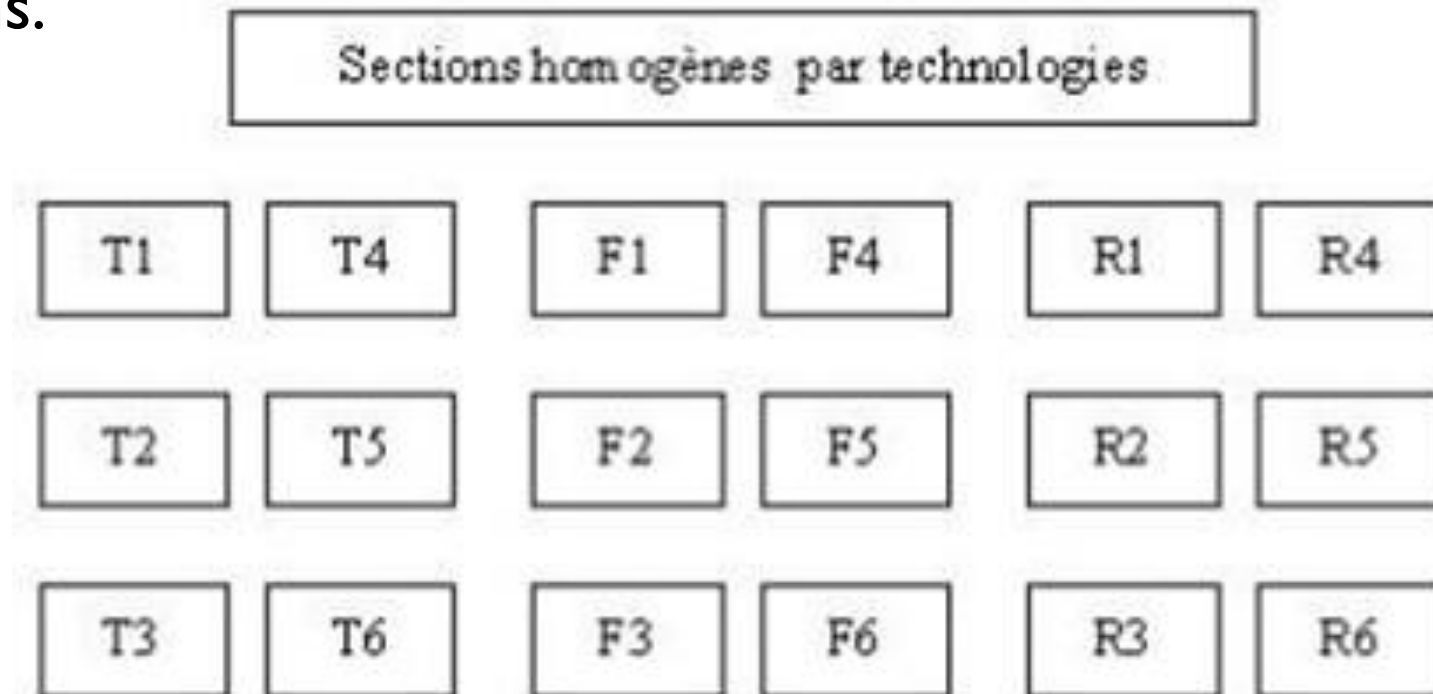 s.
Sections homogènes par technologies
T1 T4 F1 F4 R1 R4
T2 T5 F2 F5 R2 R5
T3 T6 F3 F6 R3 R6